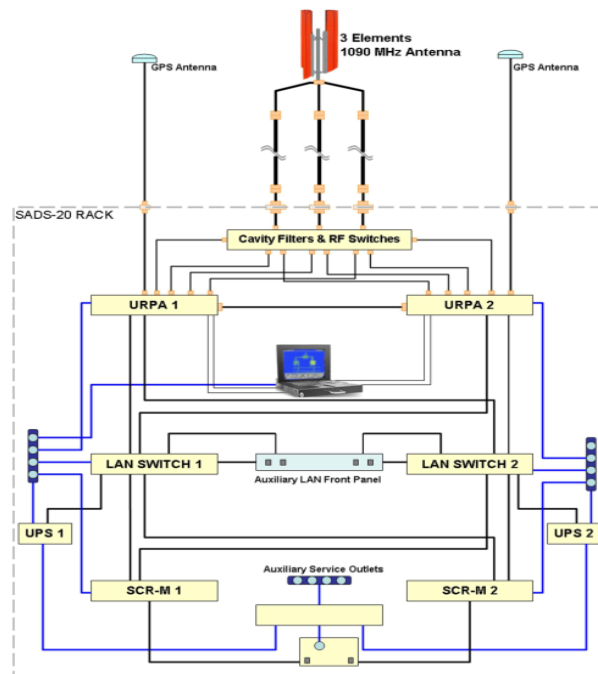 3 Elements
1090 MHz Antenna
GPS Antenna
GPS Antenna
SADS-20 RACK
Cavity Filters & RF Switches
URPA 1
URPA 2
LAN SWITCH 1
LAN SWITCH 2
Auxiliary LAN Front Panel
UPS 1
UPS 2
Auxiliary Service Outlets
SCR-M 1
SCR-M 2